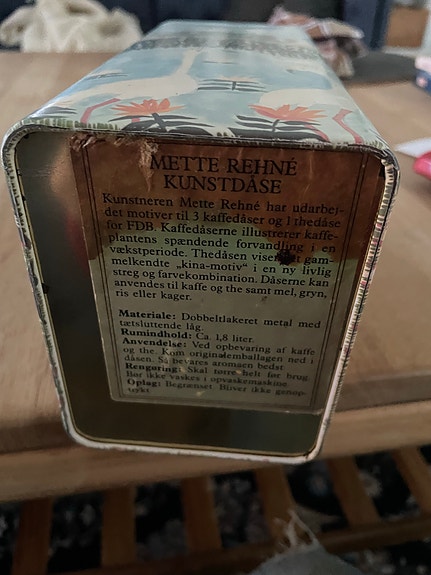 METTE REHNÉ
KUNSTDÅSE
Kunstneren Mette Rehné har udarbej-
det motiver til 3 kaffedåser og 1 thedåse
for FDB. Kaffedåserne illustrerer kaffe-
plantens spændende forvandling i en
vækstperiode. Thedåsen viser et gam-
melkendte „kina-motiv" i en ny livlig
streg og farvekombination. Dåserne kan
anvendes til kaffe og the samt mel, gryn,
ris eller kager.
Materiale: Dobbeltlakeret metal med
tætsluttende låg.
Rumindhold: Ca. 1,8 liter.
Anvendelse: Ved opbevaring af kaffe
og the. Kom originalemballagen ned i
dåsen. Så bevares aromaen bedst
Rengøring: Skal tørre helt før brug
Bør ikke vaskes i opvaskemaskine.
Oplag: Begrænset. Bliver ikke genop-
trykt